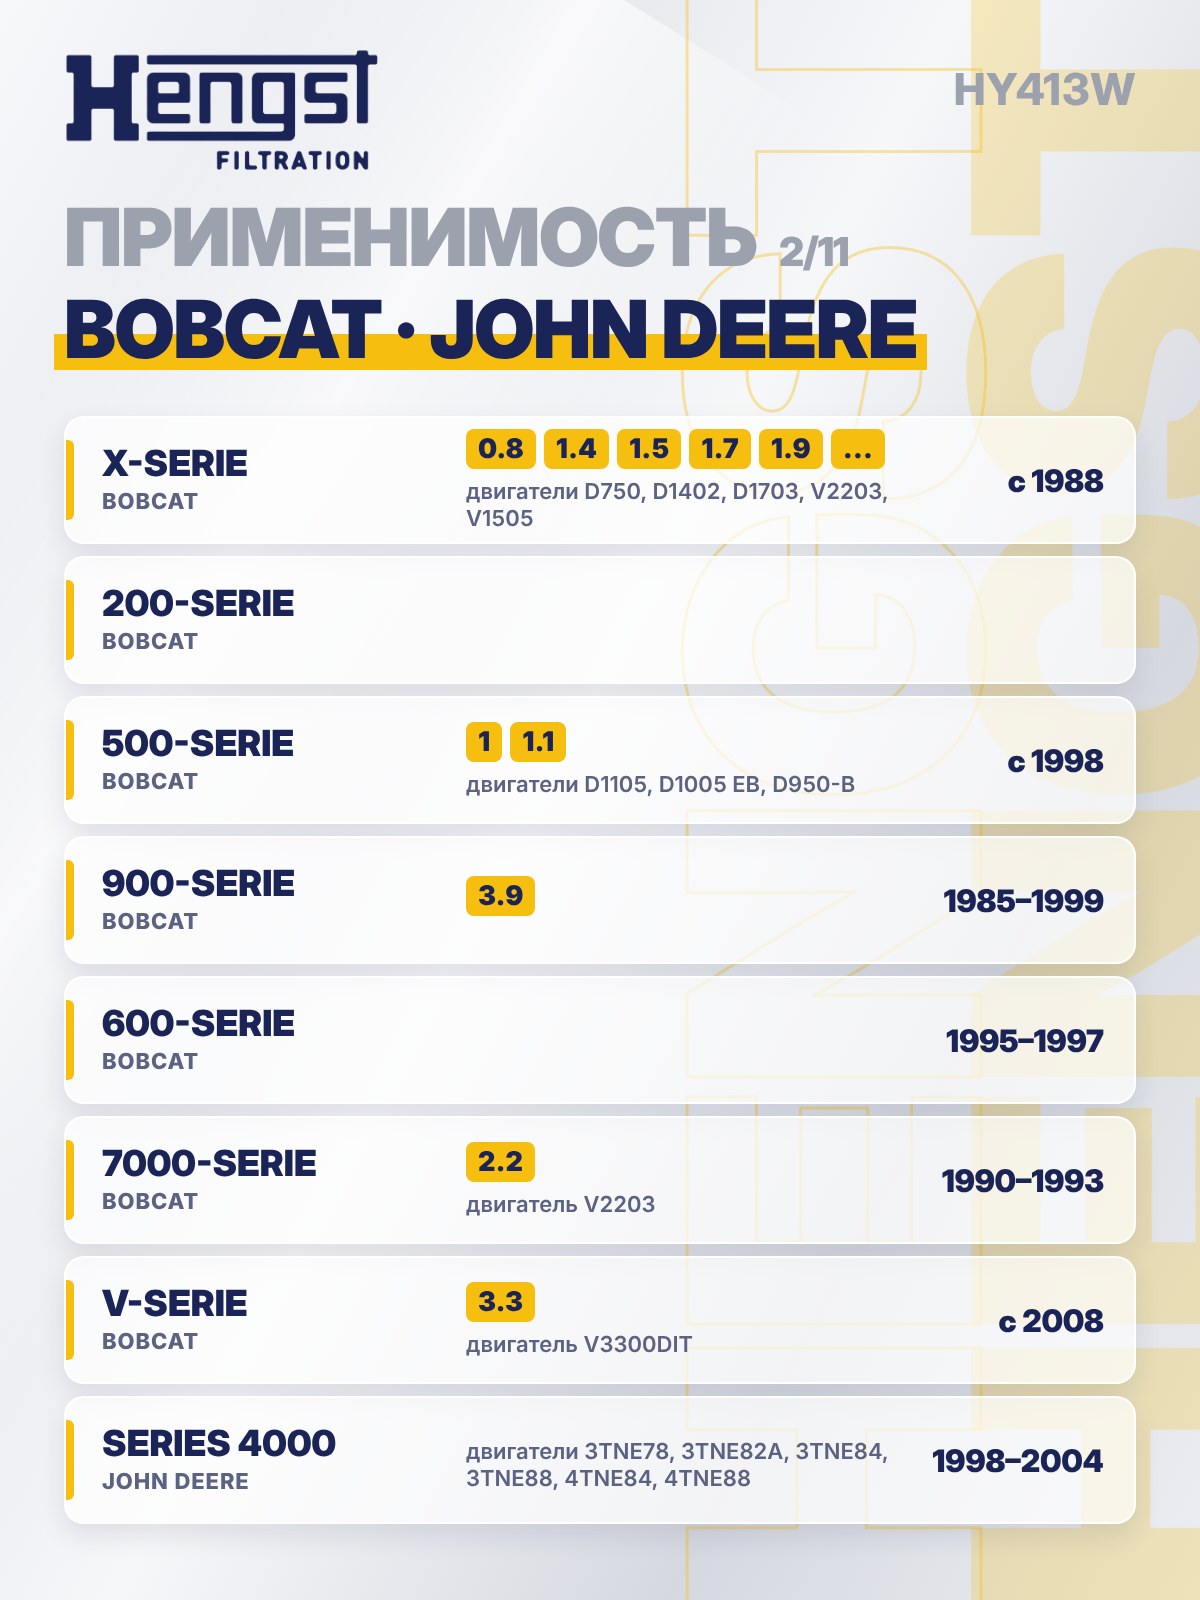 Hengst
FILTRATION
HY413W
ПРИМЕНИМОСТЬ 2/11
BOBCAT · JOHN DEERE
X-SERIE
BOBCAT
0.8 1.4 1.5 1.7 1.9 ...
двигатели D750, D1402, D1703, V2203,
V1505
с 1988
200-SERIE
BOBCAT
500-SERIE
BOBCAT
1 1.1
двигатели D1105, D1005 EB, D950-B
с 1998
900-SERIE
BOBCAT
3.9
1985–1999
600-SERIE
BOBCAT
1995–1997
7000-SERIE
BOBCAT
2.2
двигатель V2203
1990–1993
V-SERIE
BOBCAT
3.3
двигатель V3300DIT
с 2008
SERIES 4000
JOHN DEERE
двигатели 3TNE78, 3TNE82A, 3TNE84,
3TNE88, 4TNE84, 4TNE88
1998–2004
HENGST
HENGST